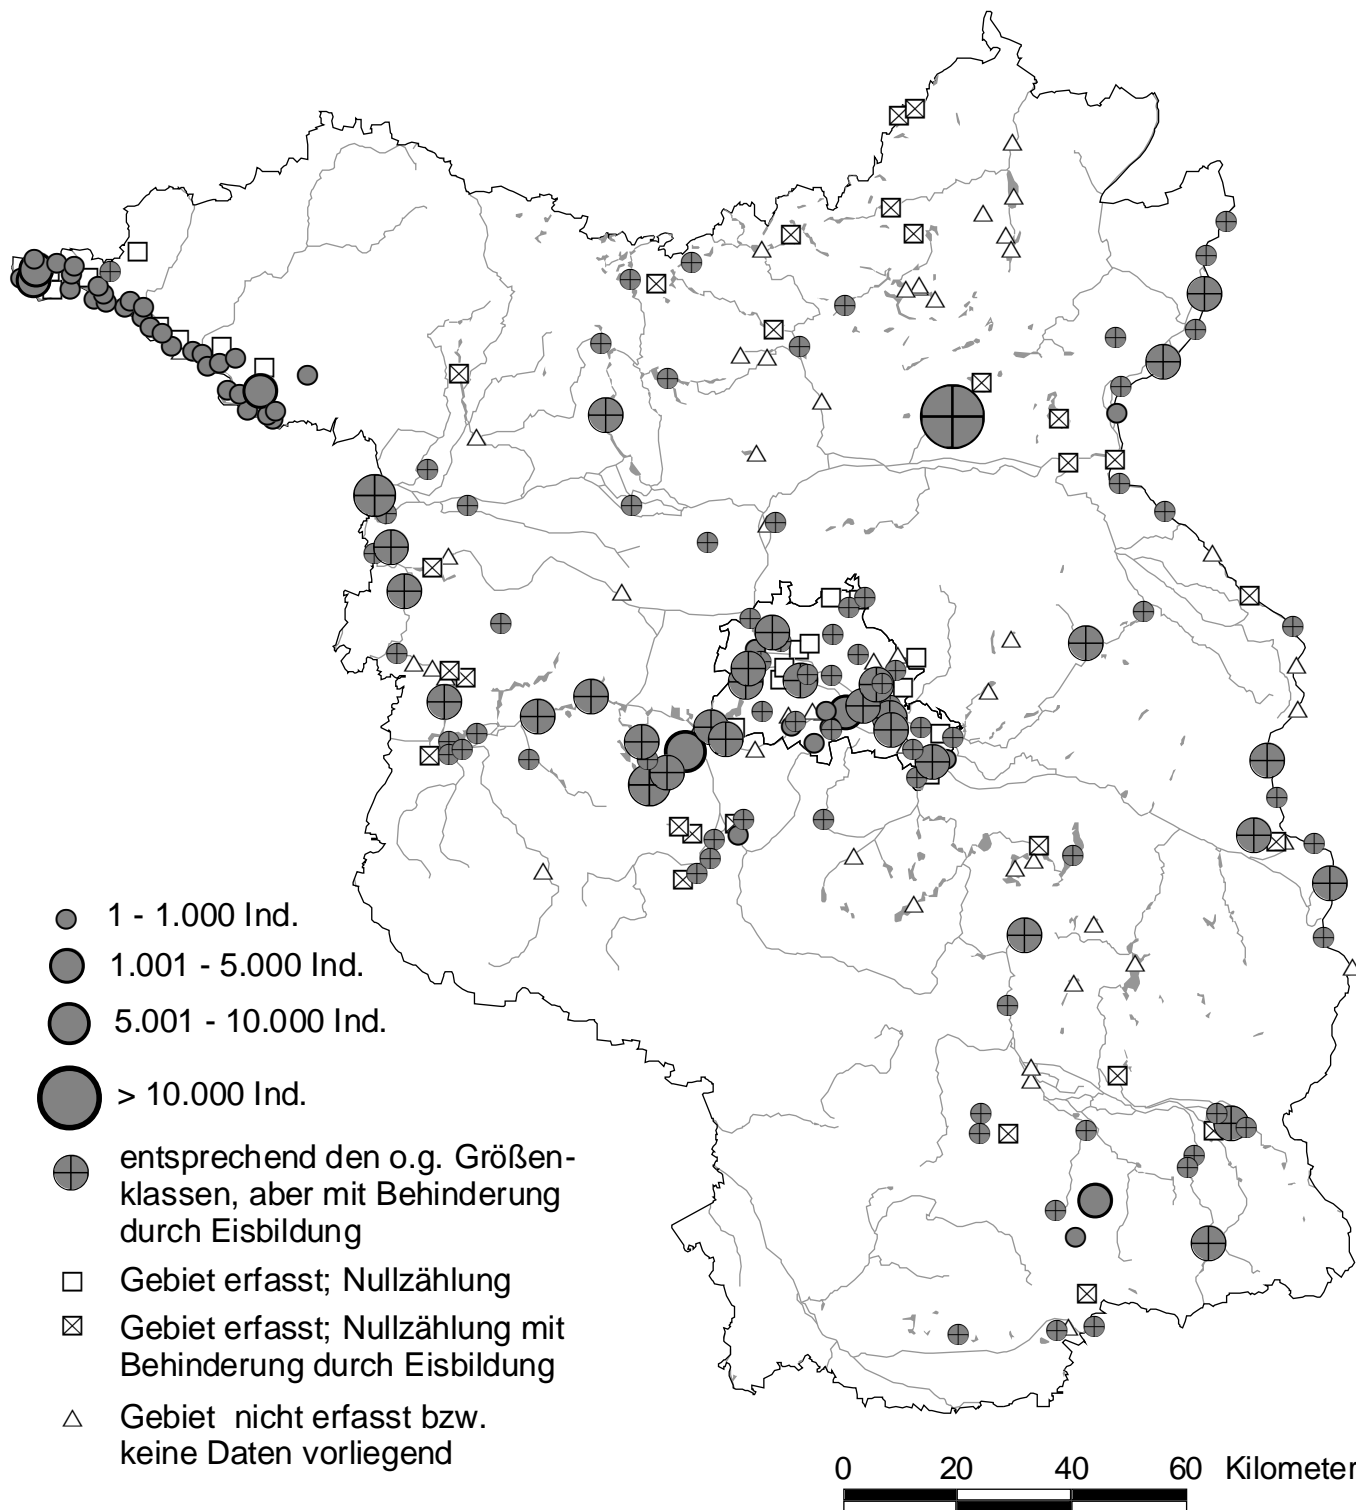 1 - 1.000 Ind.
1.001 - 5.000 Ind.
5.001 - 10.000 Ind.
> 10.000 Ind.
entsprechend den o.g. Größen-
klassen, aber mit Behinderung
durch Eisbildung
Gebiet erfasst; Nullzählung
Gebiet erfasst; Nullzählung mit
Behinderung durch Eisbildung
Gebiet nicht erfasst bzw.
keine Daten vorliegend
0 20 40 60 Kilometer